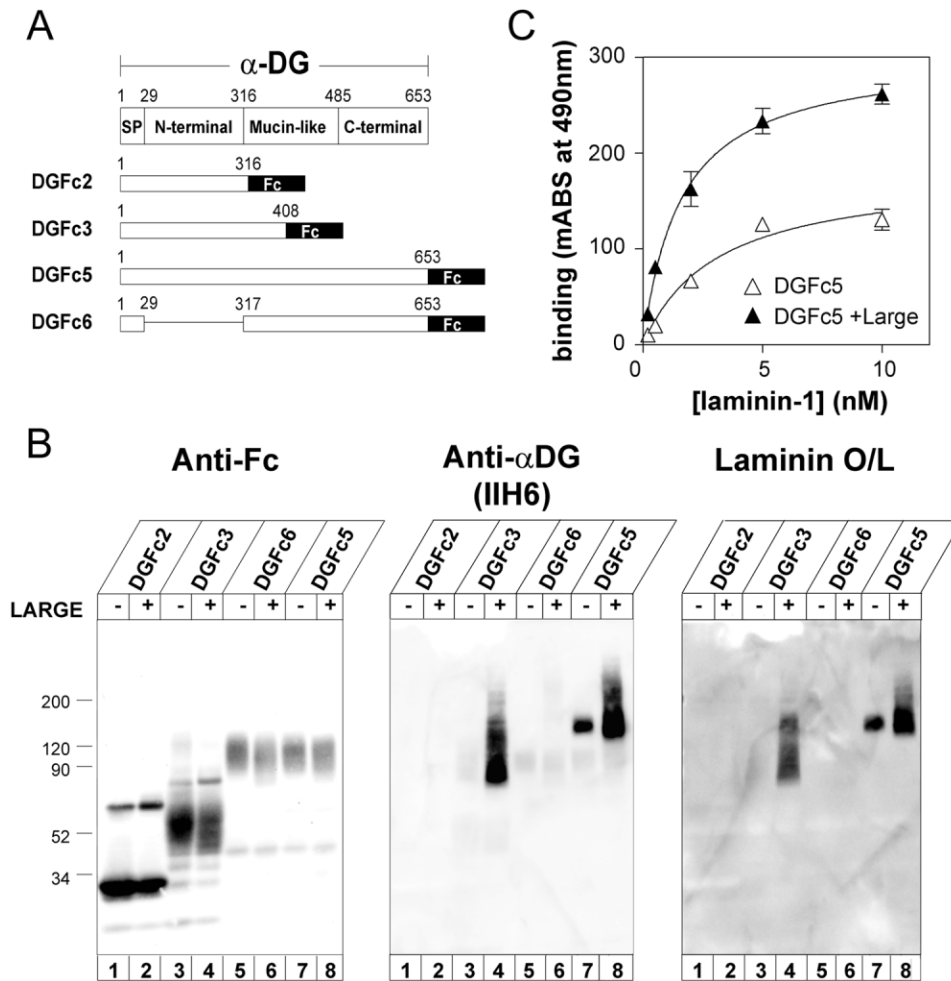 A
α-DG
1 29 316 485 653
SP N-terminal Mucin-like C-terminal
1 316
DGFc2 Fc
1 408
DGFc3 Fc
1 653
DGFc5 Fc
1 29 317 653
DGFc6 Fc
C
binding (mABS at 490nm)
300
200
100
0
0 5 10
[laminin-1] (nM)
△ DGFc5
▲ DGFc5 +Large
B
Anti-Fc
DGFc2 DGFc3 DGFc6 DGFc5
LARGE - + - + - + - +
200
120
90
52
34
1 2 3 4 5 6 7 8
Anti-αDG
(IIH6)
DGFc2 DGFc3 DGFc6 DGFc5
- + - + - + - +
1 2 3 4 5 6 7 8
Laminin O/L
DGFc2 DGFc3 DGFc6 DGFc5
- + - + - + - +
1 2 3 4 5 6 7 8